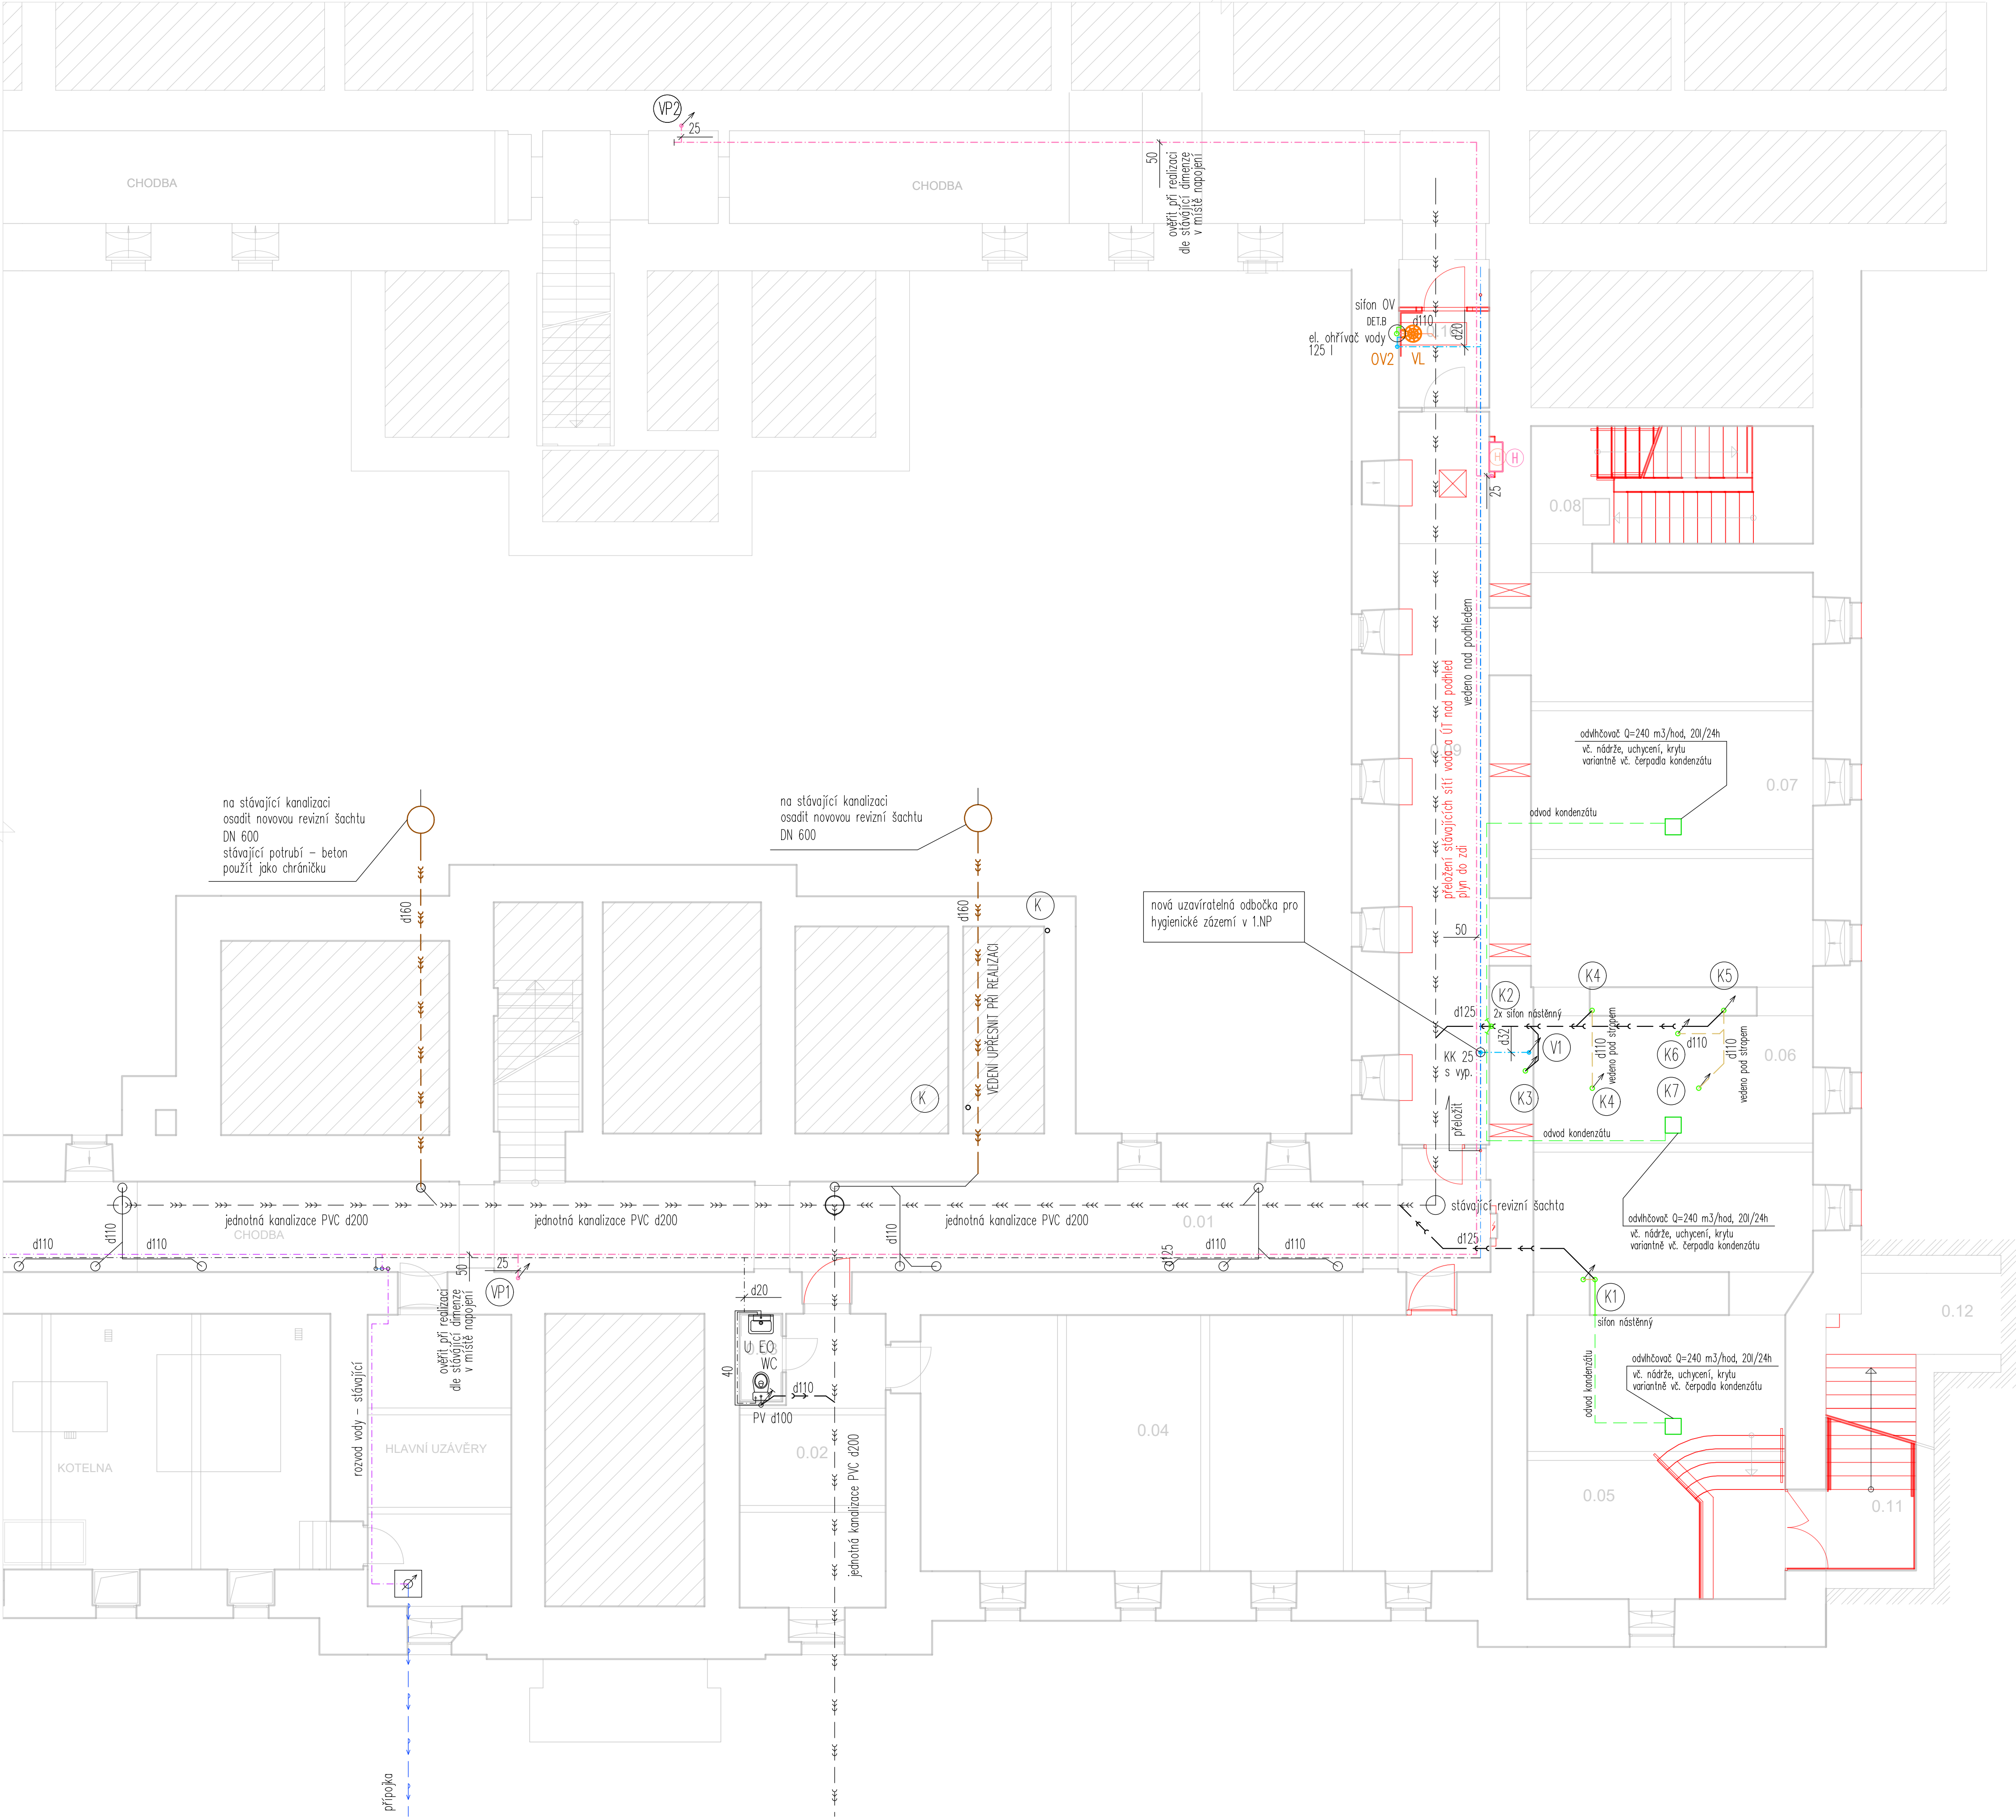 VP2
25
CHODBA
CHODBA
50
ověřit při realizaci
dle stávající dimenze
v místě napojení
sifon OV
DET.B
d110
el. ohřívač vody
125 l
OV2
VL
d20
H
H
25
0.08
vedeno nad podhledem
přeložení stávajících sítí voda a ÚT nad podhled
plyn do zdi
0.09
odvlhčovač Q=240 m3/hod, 20l/24h
vč. nádrže, uchycení, krytu
variantně vč. čerpadla kondenzátu
0.07
odvod kondenzátu
na stávající kanalizaci
osadit novovou revizní šachtu
DN 600
stávající potrubí – beton
použít jako chráničku
na stávající kanalizaci
osadit novovou revizní šachtu
DN 600
d160
d160
K
VEDENÍ UPŘESNIT PŘI REALIZACI
K
nová uzavíratelná odbočka pro
hygienické zázemí v 1.NP
50
K2
K4
K5
d125
2x sifon nástěnný
d32
V1
KK 25
s vyp.
K3
d110
vedeno pod stropem
K4
d110
K6
K7
d110
vedeno pod stropem
0.06
přeložit
odvod kondenzátu
jednotná kanalizace PVC d200
jednotná kanalizace PVC d200
jednotná kanalizace PVC d200
0.01
stávající revizní šachta
CHODBA
d110
d110
d110
d110
d125
d110
d110
d125
odvlhčovač Q=240 m3/hod, 20l/24h
vč. nádrže, uchycení, krytu
variantně vč. čerpadla kondenzátu
50
25
VP1
ověřit při realizaci
dle stávající dimenze
v místě napojení
d20
K1
sifon nástěnný
0.12
U EO
WC
40
d110
PV d100
rozvod vody – stávající
HLAVNÍ UZÁVĚRY
KOTELNA
0.02
0.04
jednotná kanalizace PVC d200
odvod kondenzátu
odvlhčovač Q=240 m3/hod, 20l/24h
vč. nádrže, uchycení, krytu
variantně vč. čerpadla kondenzátu
0.05
0.11
přípojka